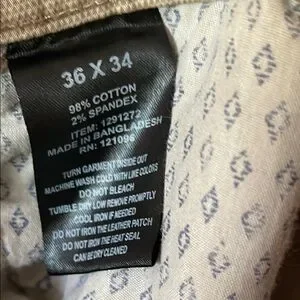 36 X 34
98% COTTON
2% SPANDEX
ITEM: 1291272
MADE IN BANGLADESH
RN: 121096
TURN GARMENT INSIDE OUT
MACHINE WASH COLD WITH LIKE COLORS
DO NOT BLEACH
TUMBLE DRY LOW REMOVE PROMPTLY
COOL IRON IF NEEDED
DO NOT IRON THE LEATHER PATCH
DO NOT IRON THE HEAT SEAL
CAN BE DRY CLEANED